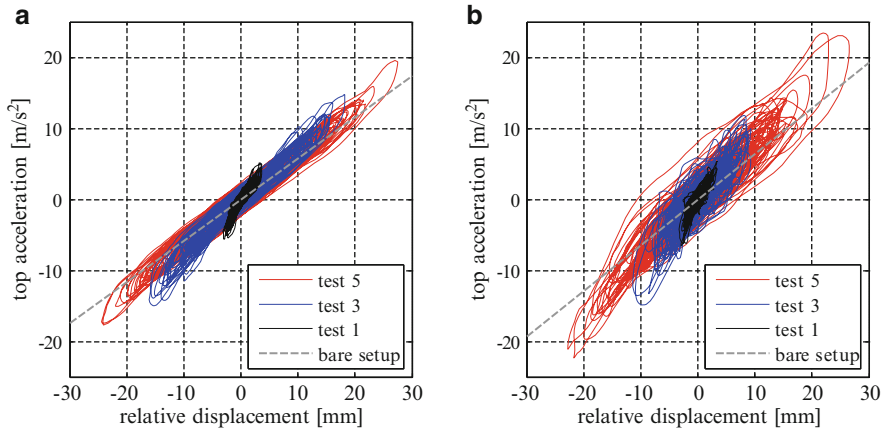 a
20
10
0
-10
-20
top acceleration [m/s²]
test 5
test 3
test 1
bare setup
-30 -20 -10 0 10 20 30
relative displacement [mm]
b
20
10
0
-10
-20
top acceleration [m/s²]
test 5
test 3
test 1
bare setup
-30 -20 -10 0 10 20 30
relative displacement [mm]